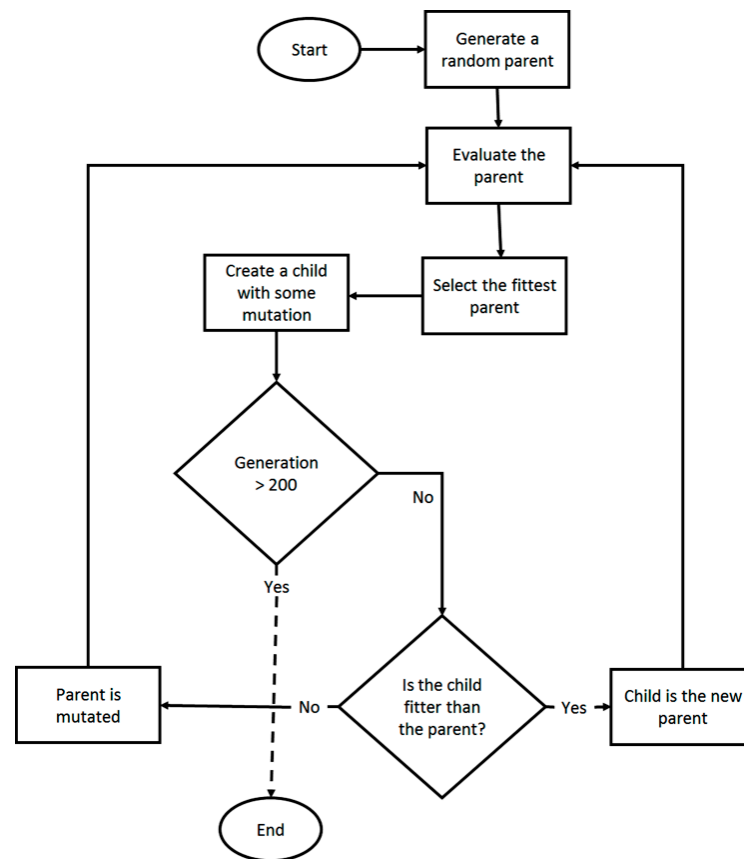 Start
Generate a
random parent
Evaluate the
parent
Create a child
with some
mutation
Select the fittest
parent
Generation
> 200
No
Yes
Parent is
mutated
No
Is the child
fitter than
the parent?
Yes
Child is the new
parent
End